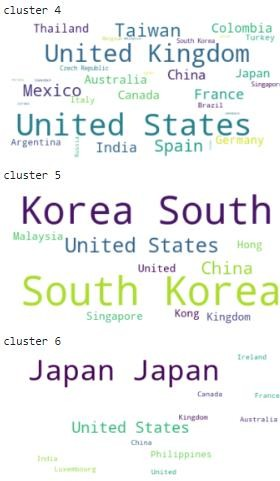 cluster 4
Thailand Taiwan Colombia
South Korea Turkey
United Kingdom
Czech Republic
Australia China Japan
Singapore
Mexico Canada France
Italy Brazil
United States
Argentina India Spain Germany
Russia
cluster 5
Korea South
Malaysia United States Hong
United China
South Korea
Singapore Kong Kingdom
cluster 6
Ireland
Japan Japan
Canada France
United States Kingdom Australia
China
India Philippines
Luxembourg United